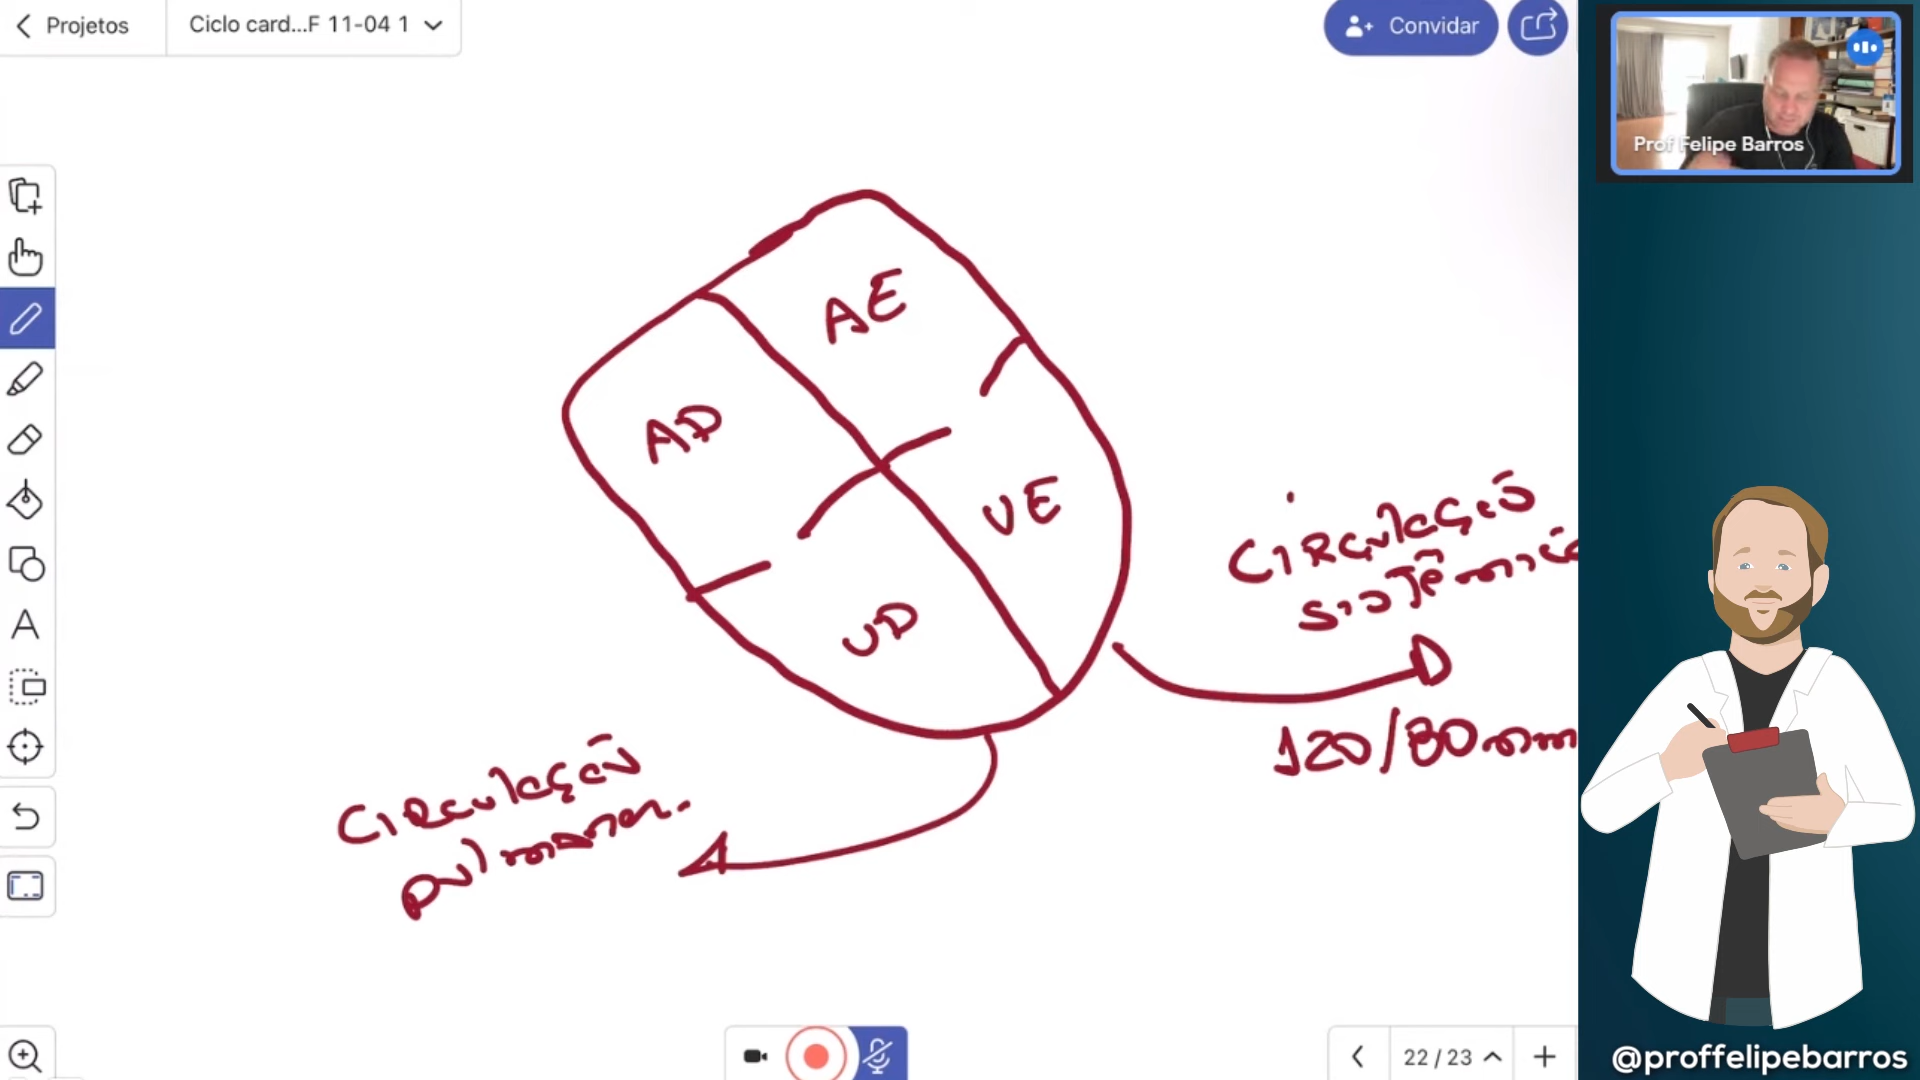 Projetos
Ciclo card...F 11-04 1
Convidar
Prof Felipe Barros
AE
AD
VE
VD
Circulação
sistêmica
120/80mm
Circulação
pulmonar.
22 / 23
@proffelipebarros